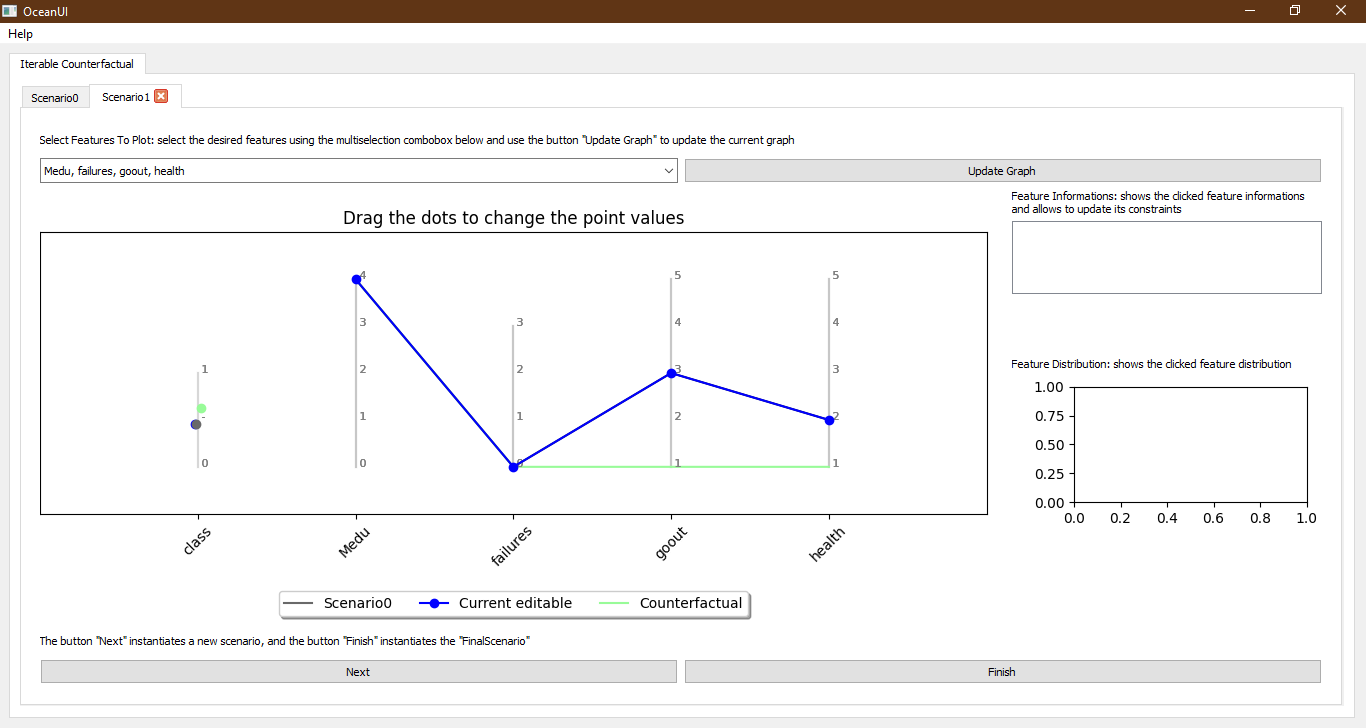 OceanUI
Help
Iterable Counterfactual
Scenario0
Scenario1
Select Features To Plot: select the desired features using the multiselection combobox below and use the button "Update Graph" to update the current graph
Medu, failures, goout, health
Update Graph
Feature Informations: shows the clicked feature informations
and allows to update its constraints
Drag the dots to change the point values
1
-
0
4
3
2
1
0
3
2
1
0
5
4
3
2
1
5
4
3
2
1
class
Medu
failures
goout
health
Scenario0
Current editable
Counterfactual
Feature Distribution: shows the clicked feature distribution
1.00
0.75
0.50
0.25
0.00
0.0 0.2 0.4 0.6 0.8 1.0
The button "Next" instantiates a new scenario, and the button "Finish" instantiates the "FinalScenario"
Next
Finish